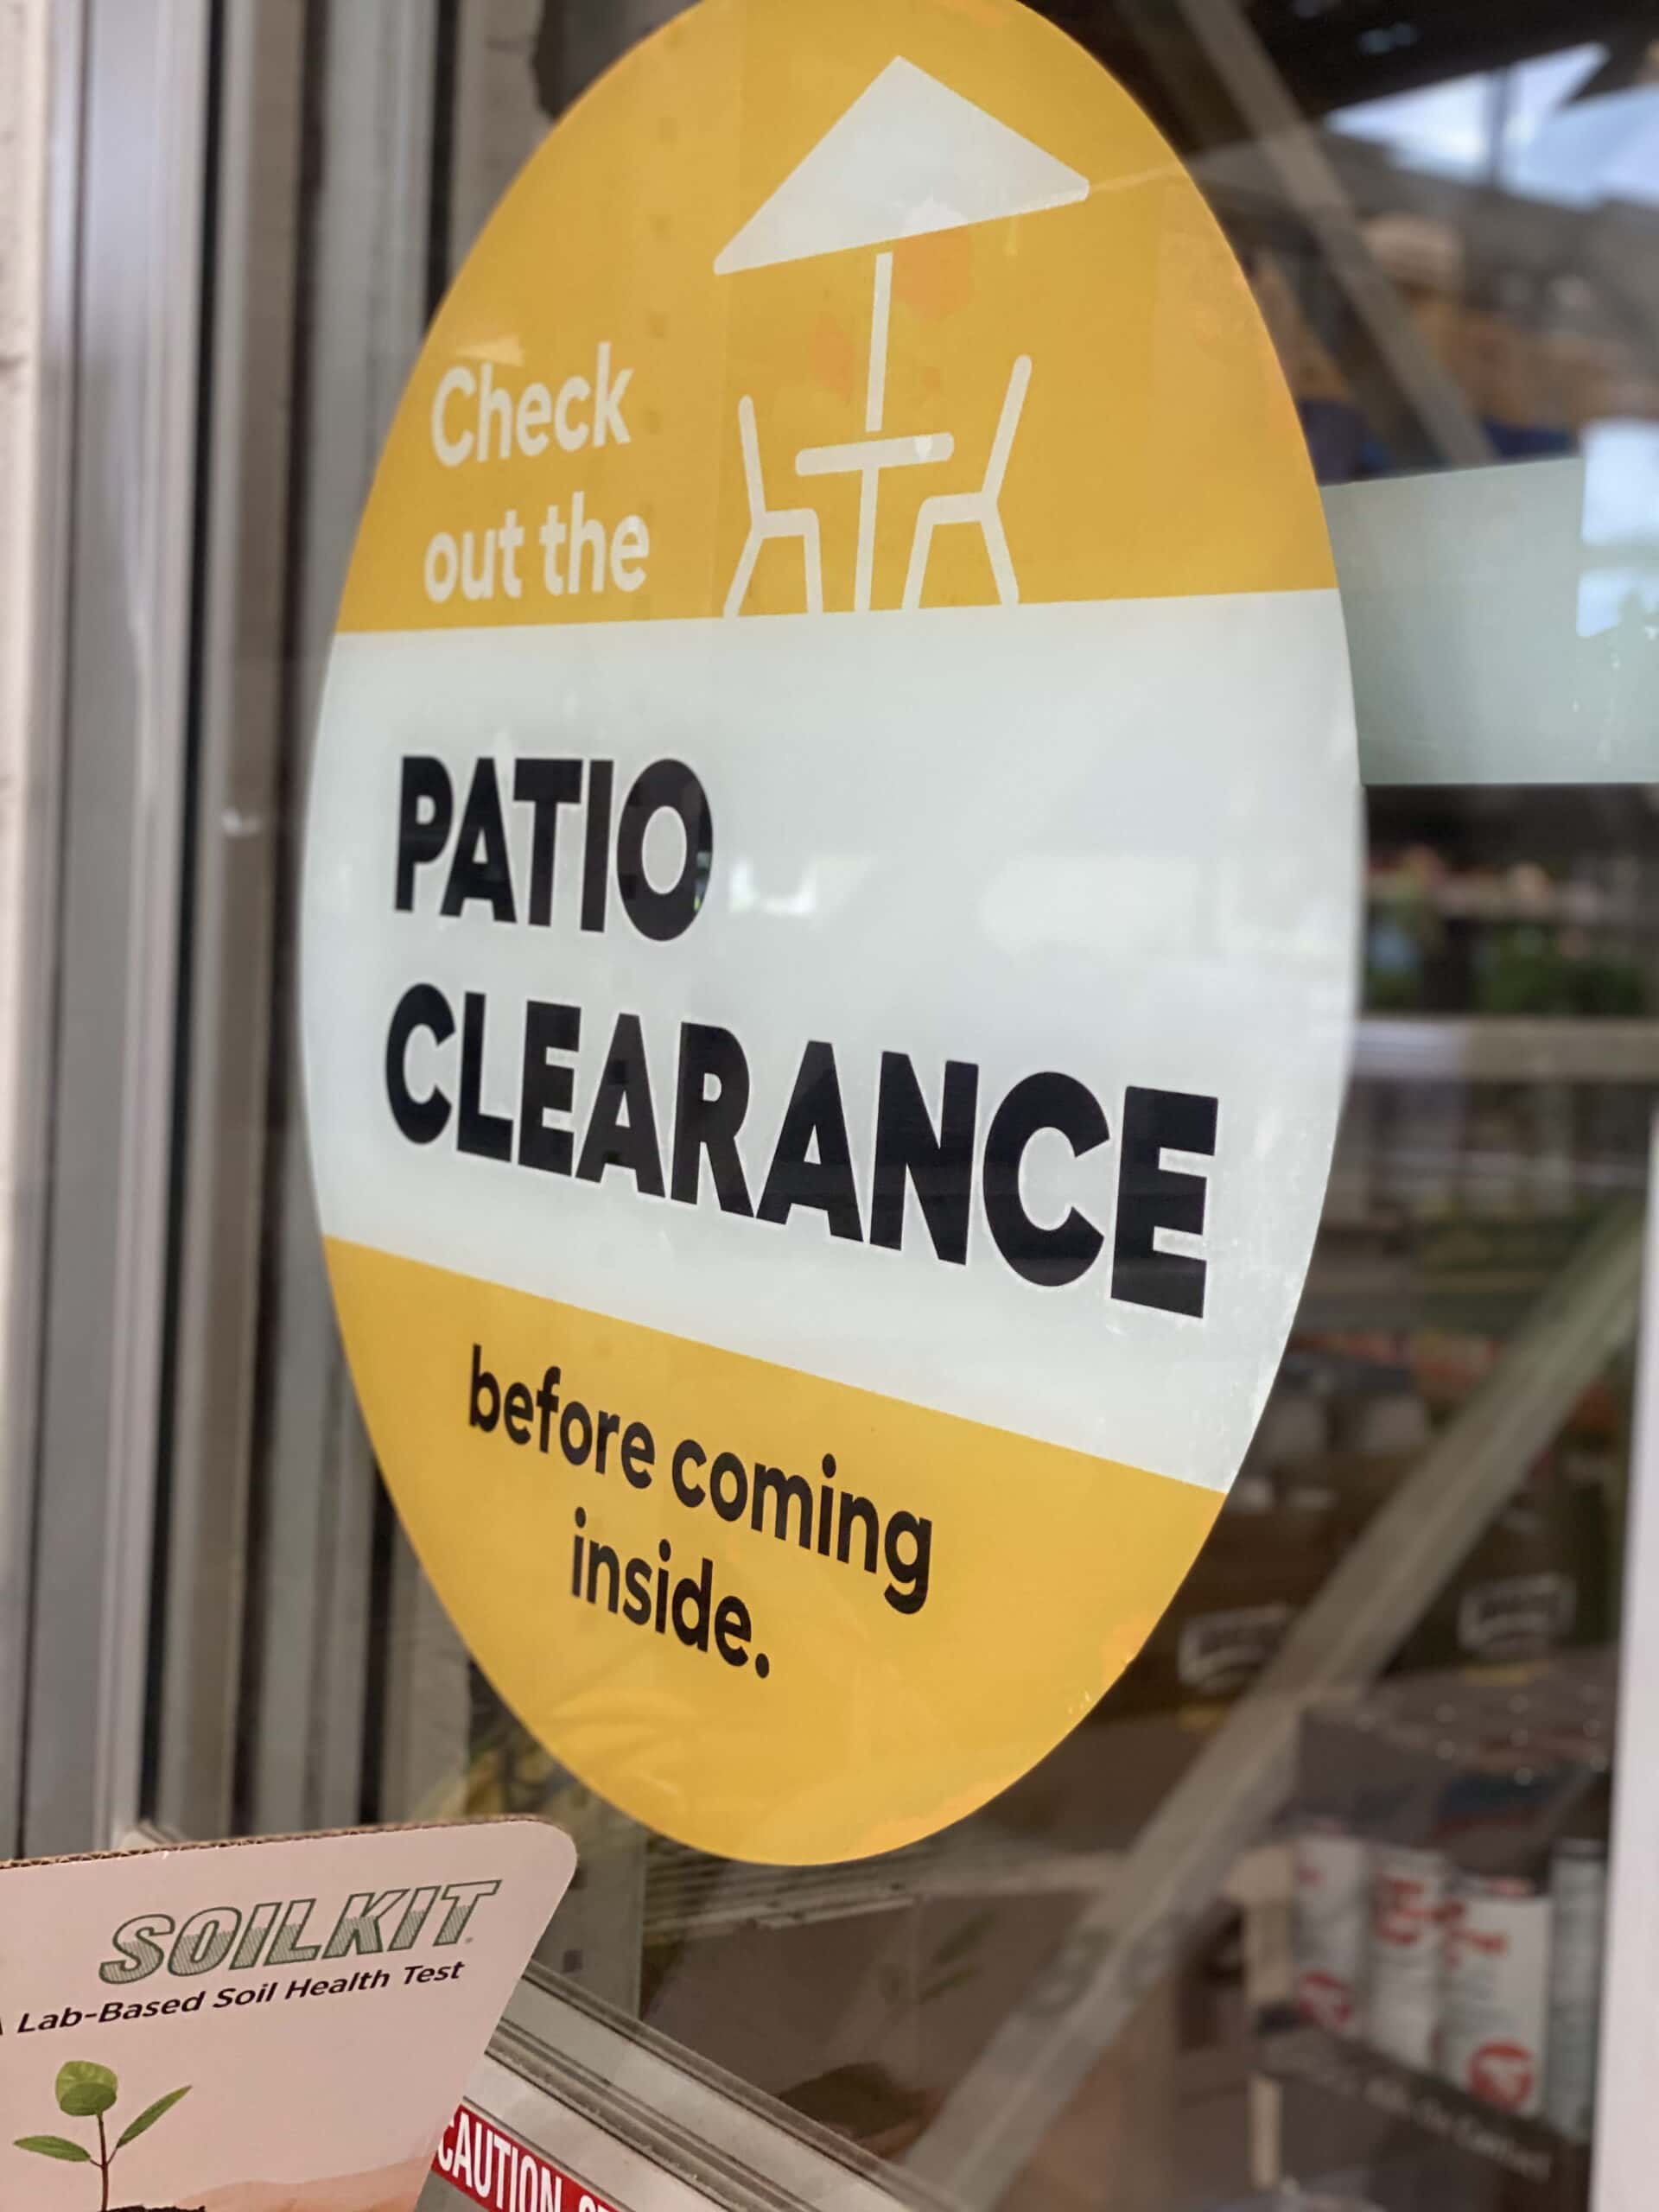 Check
out the
PATIO
CLEARANCE
before coming
inside.
SOILKIT
Lab-Based Soil Health Test
CAUTION